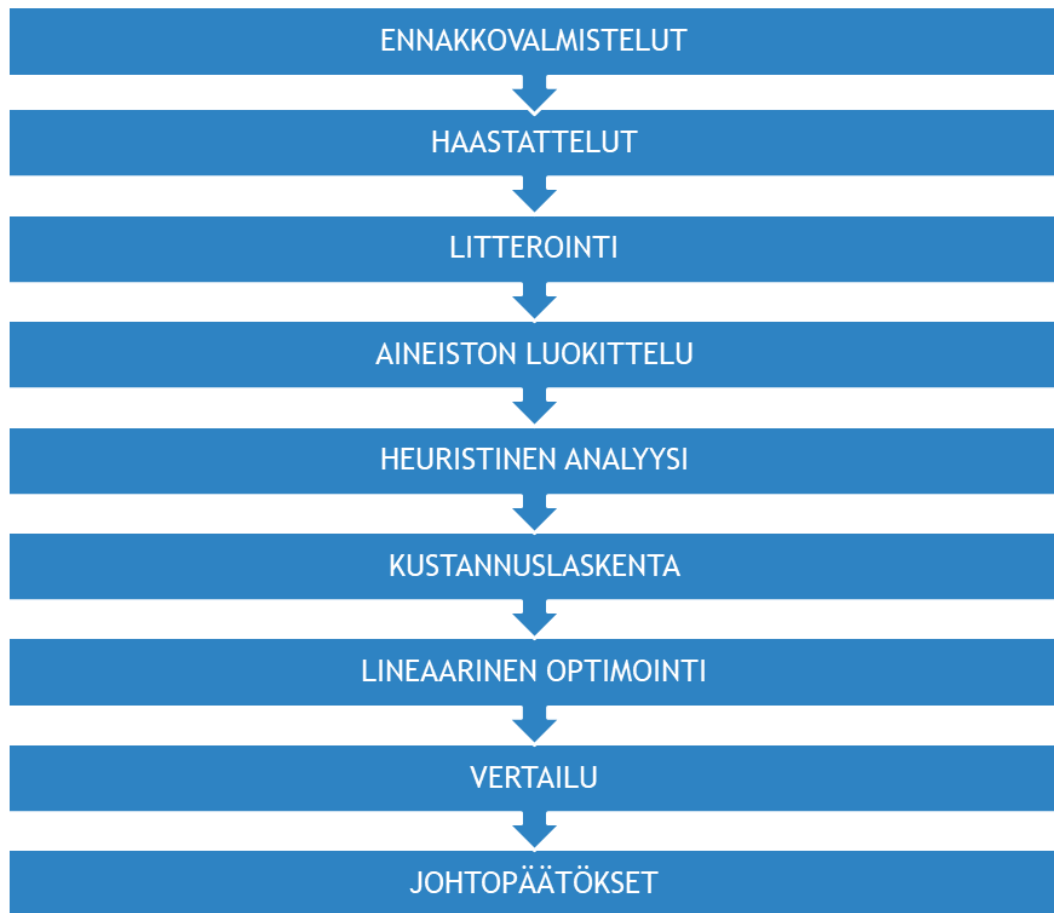 ENNAKKOVALMISTELUT
HAASTATTELUT
LITTEROINTI
AINEISTON LUOKITTELU
HEURISTINEN ANALYYSI
KUSTANNUSLASKENTA
LINEAARINEN OPTIMOINTI
VERTAILU
JOHTOPÄÄTÖKSET